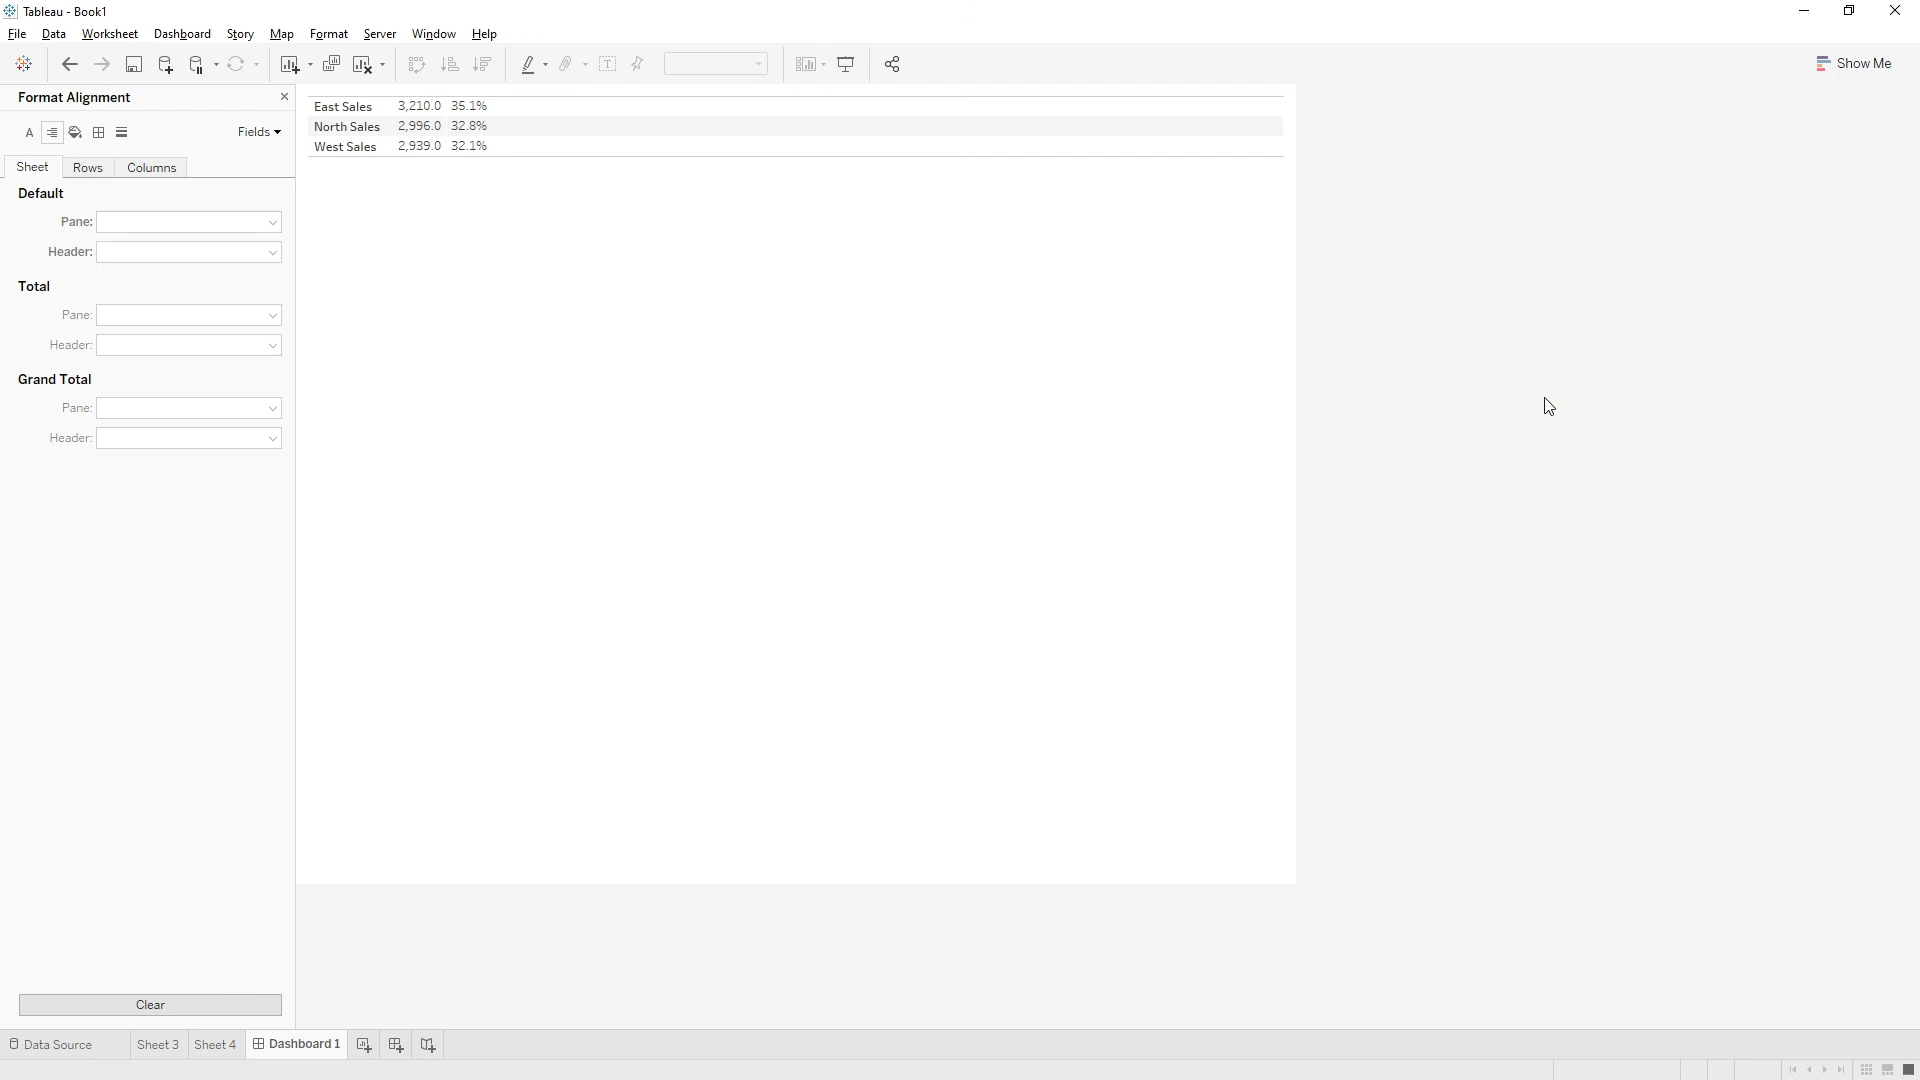 Tableau - Book1
File Data Worksheet Dashboard Story Map Format Server Window Help
Show Me
Format Alignment
A Fields
Sheet Rows Columns
Default
Pane:
Header:
Total
Pane:
Header:
Grand Total
Pane:
Header:
Clear
East Sales 3,210.0 35.1%
North Sales 2,996.0 32.8%
West Sales 2,939.0 32.1%
Data Source Sheet 3 Sheet 4 Dashboard 1